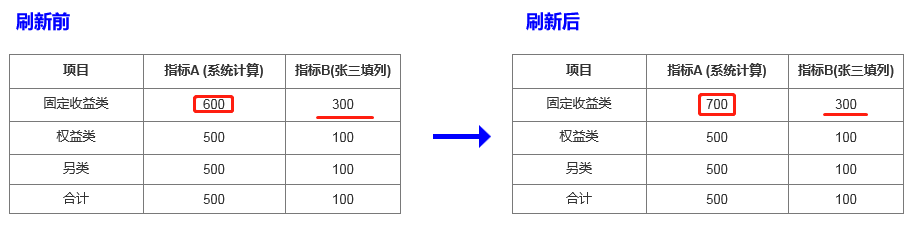 刷新前
项目 指标A (系统计算) 指标B(张三填列)
固定收益类 600 300
权益类 500 100
另类 500 100
合计 500 100
刷新后
项目 指标A (系统计算) 指标B(张三填列)
固定收益类 700 300
权益类 500 100
另类 500 100
合计 500 100